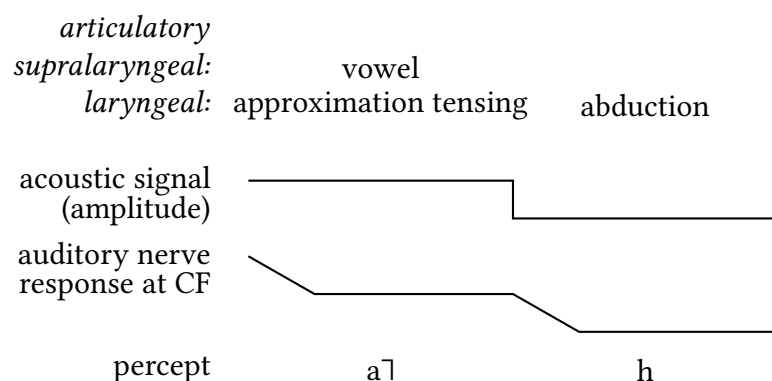 articulatory
supralaryngeal: vowel
laryngeal: approximation tensing abduction
acoustic signal
(amplitude)
auditory nerve
response at CF
percept a˥ h